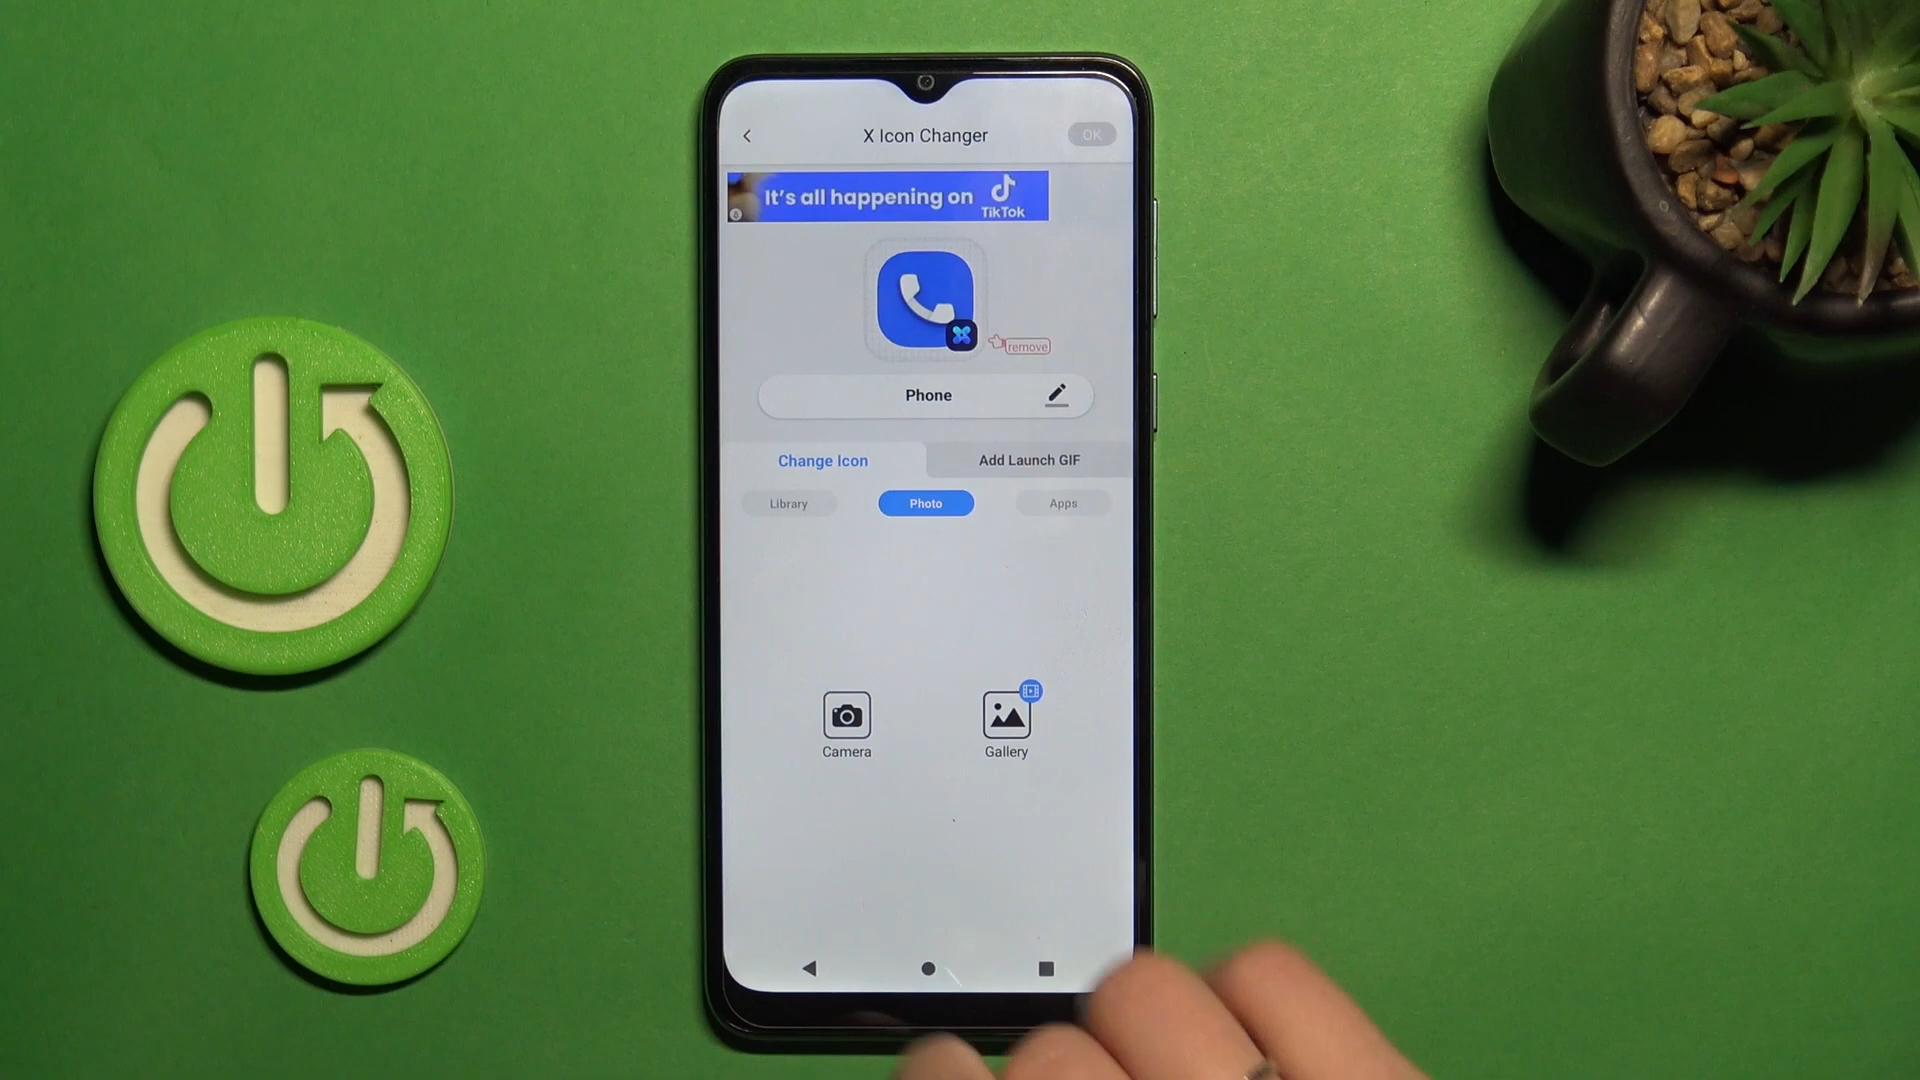 X Icon Changer
OK
It's all happening on
TikTok
remove
Phone
Change Icon
Add Launch GIF
Library
Photo
Apps
Camera
Gallery